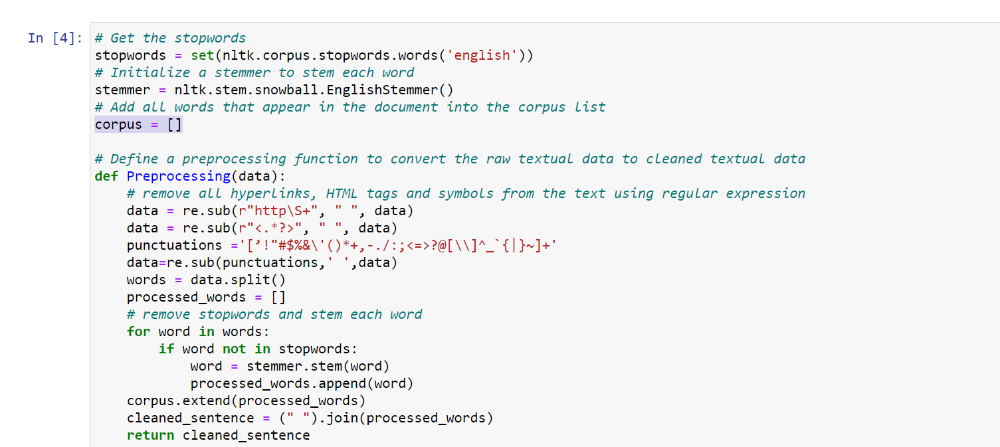 In [4]: # Get the stopwords
stopwords = set(nltk.corpus.stopwords.words('english'))
# Initialize a stemmer to stem each word
stemmer = nltk.stem.snowball.EnglishStemmer()
# Add all words that appear in the document into the corpus list
corpus = []
# Define a preprocessing function to convert the raw textual data to cleaned textual data
def Preprocessing(data):
    # remove all hyperlinks, HTML tags and symbols from the text using regular expression
    data = re.sub(r"http\S+", " ", data)
    data = re.sub(r"<.*?>", " ", data)
    punctuations ='[’!"#$%&\'()*+,-./:;<=>?@[\\]^_`{|}~]+'
    data=re.sub(punctuations,' ',data)
    words = data.split()
    processed_words = []
    # remove stopwords and stem each word
    for word in words:
        if word not in stopwords:
            word = stemmer.stem(word)
            processed_words.append(word)
    corpus.extend(processed_words)
    cleaned_sentence = (" ").join(processed_words)
    return cleaned_sentence